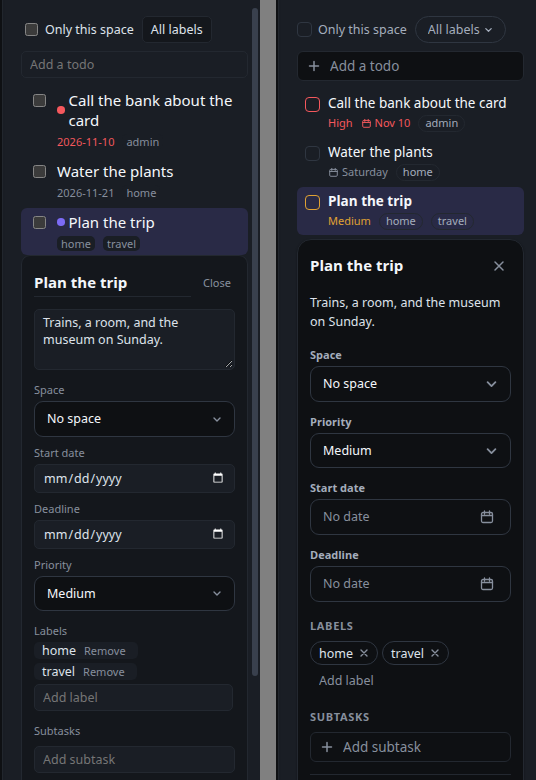 Only this space All labels
Add a todo
Call the bank about the
card
2026-11-10 admin
Water the plants
2026-11-21 home
Plan the trip
home travel
Plan the trip Close
Trains, a room, and the
museum on Sunday.
Space
No space
Start date
mm/dd/yyyy
Deadline
mm/dd/yyyy
Priority
Medium
Labels
home Remove
travel Remove
Add label
Subtasks
Add subtask
Only this space All labels
Add a todo
Call the bank about the card
High Nov 10 admin
Water the plants
Saturday home
Plan the trip
Medium home travel
Plan the trip
Trains, a room, and the museum
on Sunday.
Space
No space
Priority
Medium
Start date
No date
Deadline
No date
LABELS
home travel
Add label
SUBTASKS
Add subtask